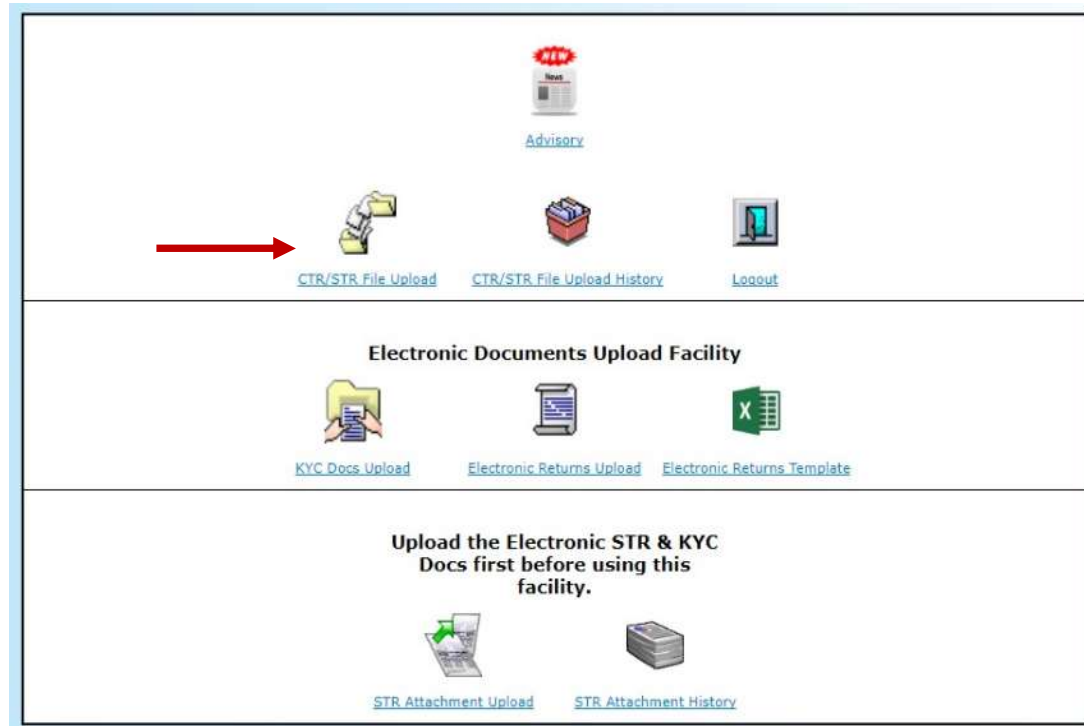 NEW
News
Advisory
CTR/STR File Upload
CTR/STR File Upload History
Logout
Electronic Documents Upload Facility
KYC Docs Upload
Electronic Returns Upload
Electronic Returns Template
Upload the Electronic STR & KYC
Docs first before using this
facility.
STR Attachment Upload
STR Attachment History